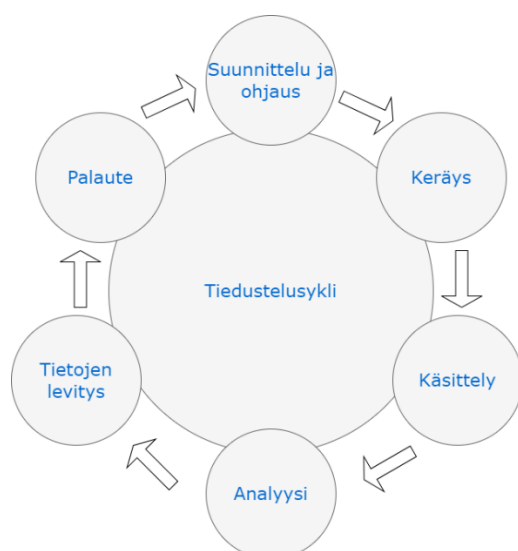 Suunnittelu ja
ohjaus
Keräys
Käsittely
Analyysi
Tietojen
levitys
Palaute
Tiedustelusykli